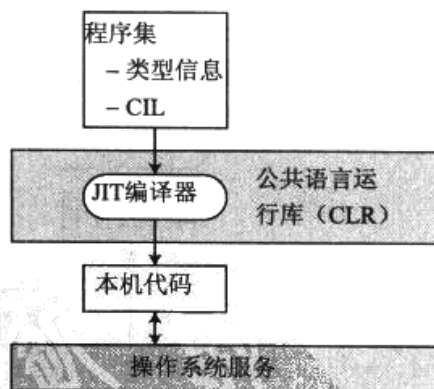 程序集
– 类型信息
– CIL
JIT编译器
公共语言运
行库（CLR）
本机代码
操作系统服务